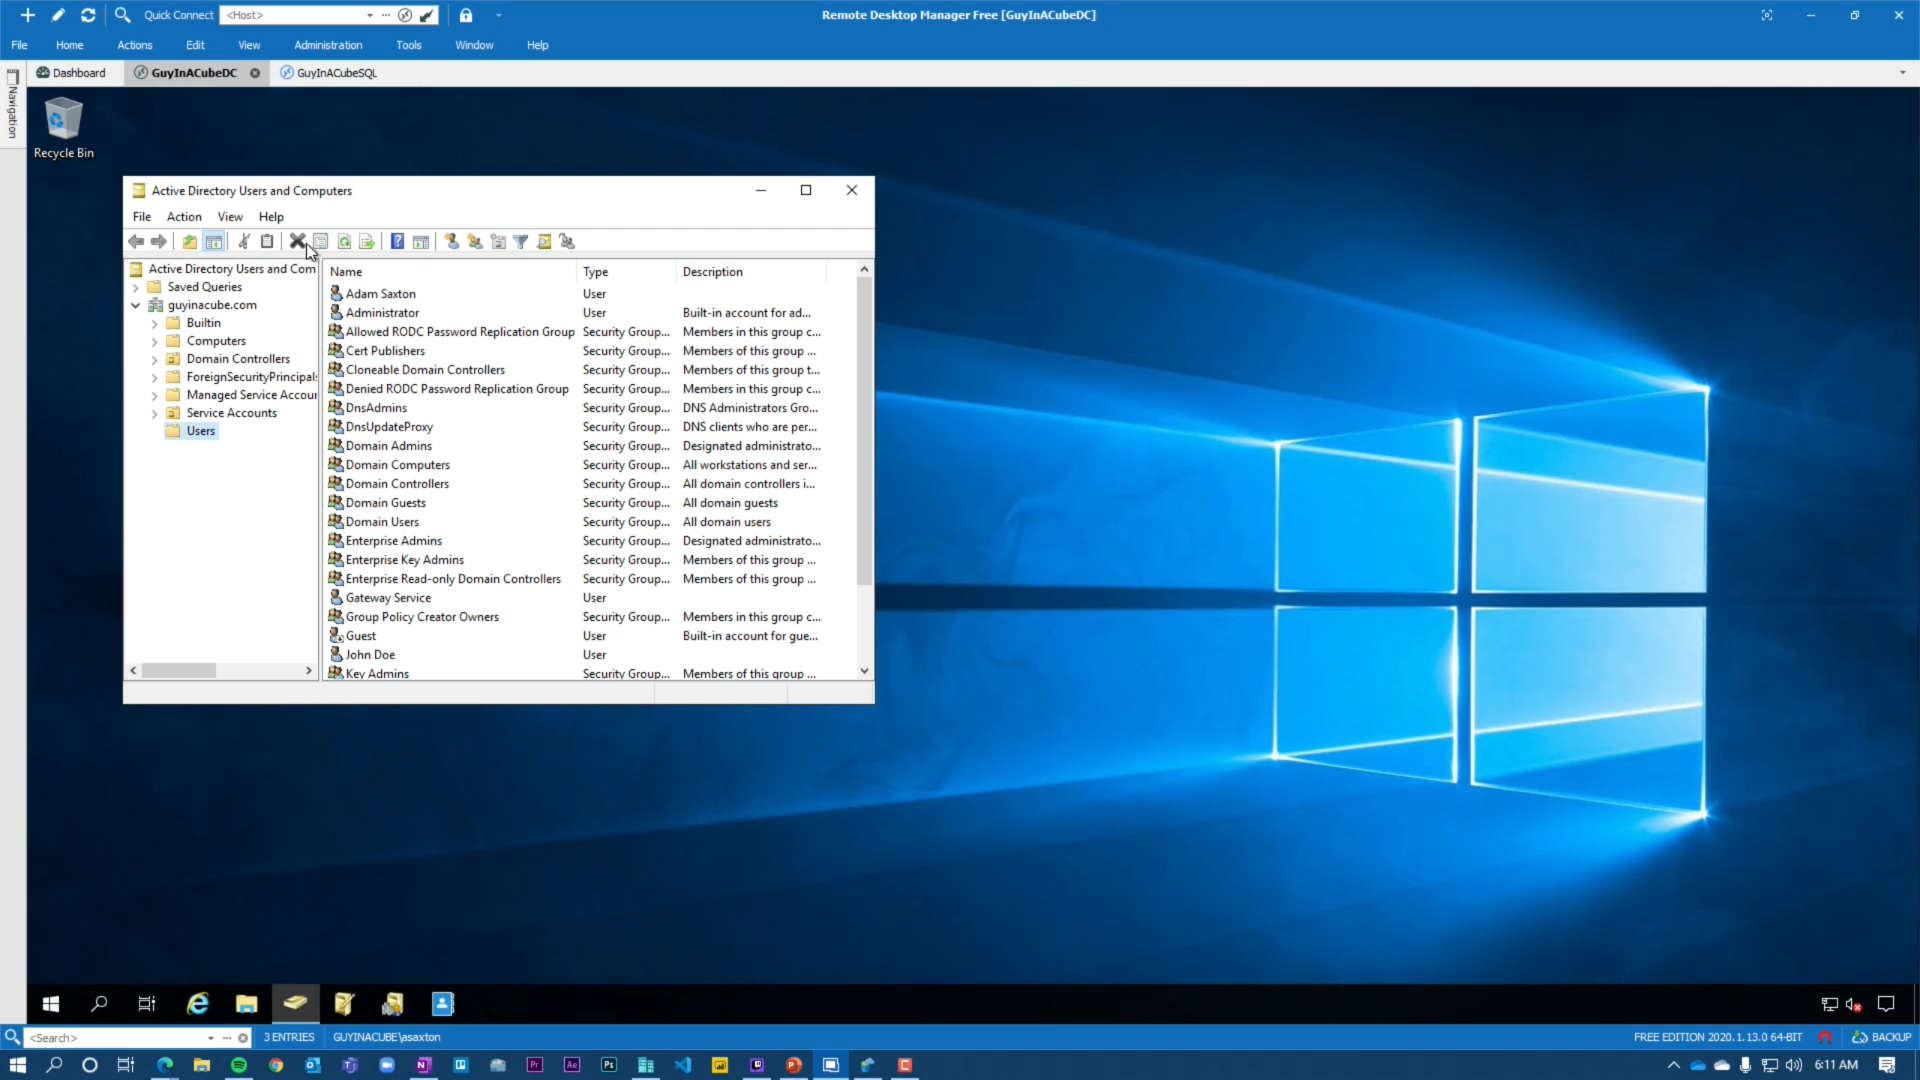 Quick Connect <Host> Remote Desktop Manager Free [GuyInACubeDC]
File Home Actions Edit View Administration Tools Window Help
Dashboard GuyInACubeDC GuyInACubeSQL
Navigation
Recycle Bin
Active Directory Users and Computers
File Action View Help
Active Directory Users and Com
Saved Queries
guyinacube.com
Builtin
Computers
Domain Controllers
ForeignSecurityPrincipals
Managed Service Accour
Service Accounts
Users
Name Type Description
Adam Saxton User
Administrator User Built-in account for ad...
Allowed RODC Password Replication Group Security Group... Members in this group c...
Cert Publishers Security Group... Members of this group ...
Cloneable Domain Controllers Security Group... Members of this group t...
Denied RODC Password Replication Group Security Group... Members in this group c...
DnsAdmins Security Group... DNS Administrators Gro...
DnsUpdateProxy Security Group... DNS clients who are per...
Domain Admins Security Group... Designated administrato...
Domain Computers Security Group... All workstations and ser...
Domain Controllers Security Group... All domain controllers i...
Domain Guests Security Group... All domain guests
Domain Users Security Group... All domain users
Enterprise Admins Security Group... Designated administrato...
Enterprise Key Admins Security Group... Members of this group ...
Enterprise Read-only Domain Controllers Security Group... Members of this group ...
Gateway Service User
Group Policy Creator Owners Security Group... Members in this group c...
Guest User Built-in account for gue...
John Doe User
Key Admins Security Group... Members of this group ...
<Search> 3 ENTRIES GUYINACUBE\asaxton FREE EDITION 2020.1.13.0 64-BIT BACKUP
6:11 AM